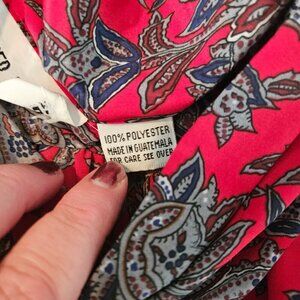 100% POLYESTER
MADE IN GUATEMALA
FOR CARE SEE OVER